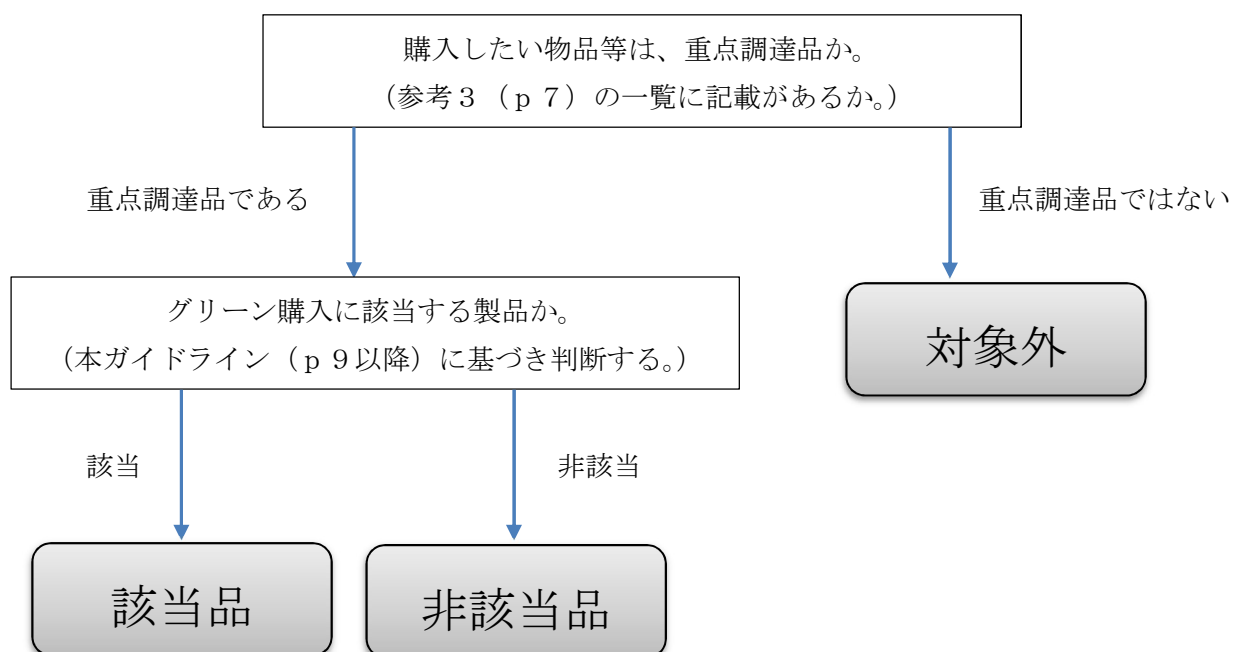 購入したい物品等は、重点調達品か。
（参考３（ｐ７）の一覧に記載があるか。）
重点調達品である
重点調達品ではない
グリーン購入に該当する製品か。
（本ガイドライン（ｐ９以降）に基づき判断する。）
対象外
該当
非該当
該当品
非該当品